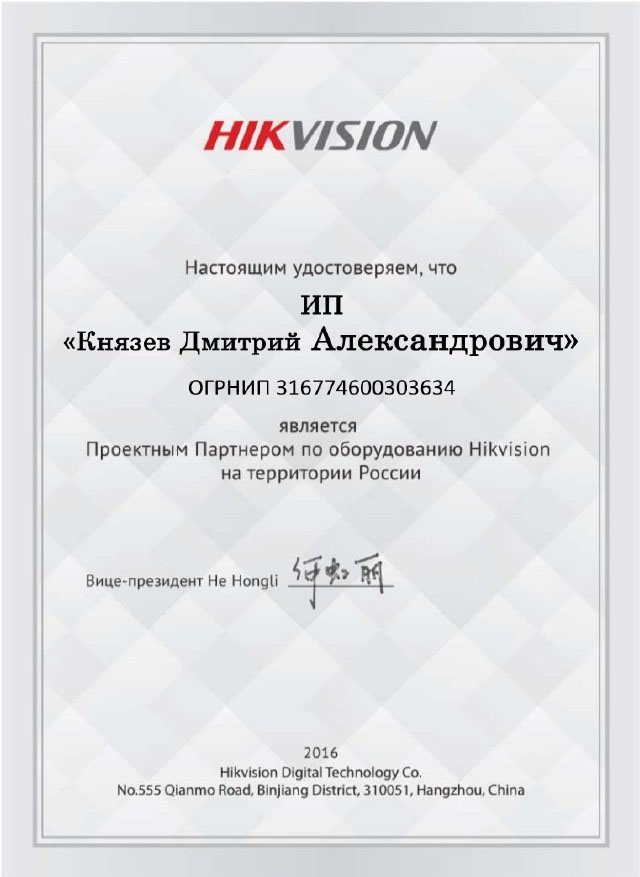 HIKVISION
Настоящим удостоверяем, что
ИП
«Князев Дмитрий Александрович»
ОГРНИП 316774600303634
является
Проектным Партнером по оборудованию Hikvision
на территории России
Вице-президент He Hongli 何虹丽
2016
Hikvision Digital Technology Co.
No.555 Qianmo Road, Binjiang District, 310051, Hangzhou, China